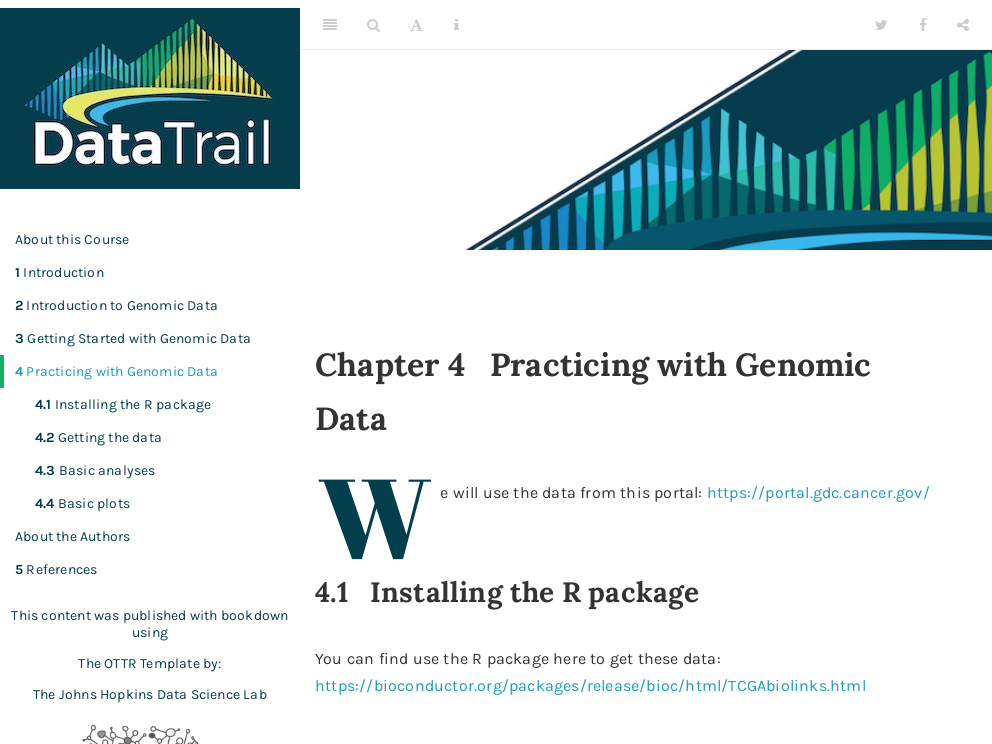 DataTrail
About this Course
1 Introduction
2 Introduction to Genomic Data
3 Getting Started with Genomic Data
4 Practicing with Genomic Data
4.1 Installing the R package
4.2 Getting the data
4.3 Basic analyses
4.4 Basic plots
About the Authors
5 References
This content was published with bookdown
using
The OTTR Template by:
The Johns Hopkins Data Science Lab
Chapter 4 Practicing with Genomic
Data
We will use the data from this portal: https://portal.gdc.cancer.gov/
4.1 Installing the R package
You can find use the R package here to get these data:
https://bioconductor.org/packages/release/bioc/html/TCGAbiolinks.html